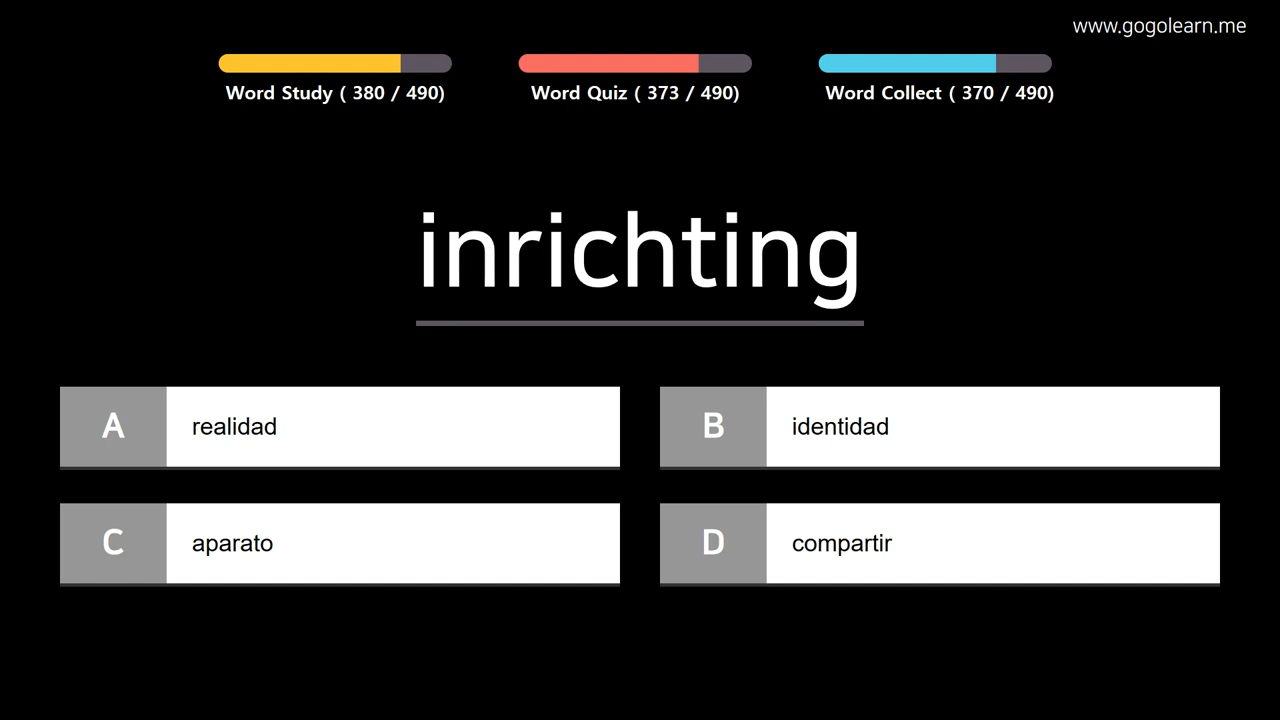 www.gogolearn.me
Word Study ( 380 / 490)
Word Quiz ( 373 / 490)
Word Collect ( 370 / 490)
inrichting
A realidad
B identidad
C aparato
D compartir